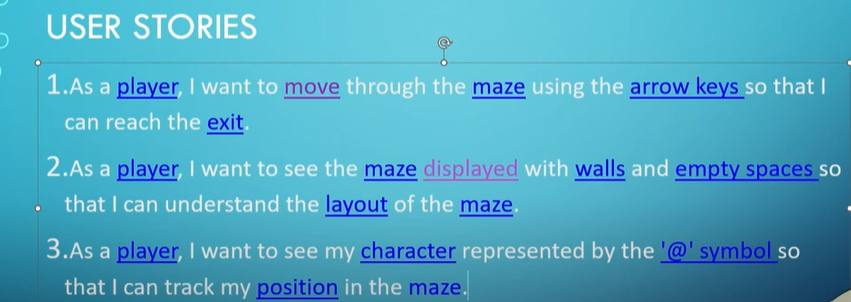 USER STORIES
1.As a player, I want to move through the maze using the arrow keys so that I
can reach the exit.
2.As a player, I want to see the maze displayed with walls and empty spaces so
that I can understand the layout of the maze.
3.As a player, I want to see my character represented by the '@' symbol so
that I can track my position in the maze.